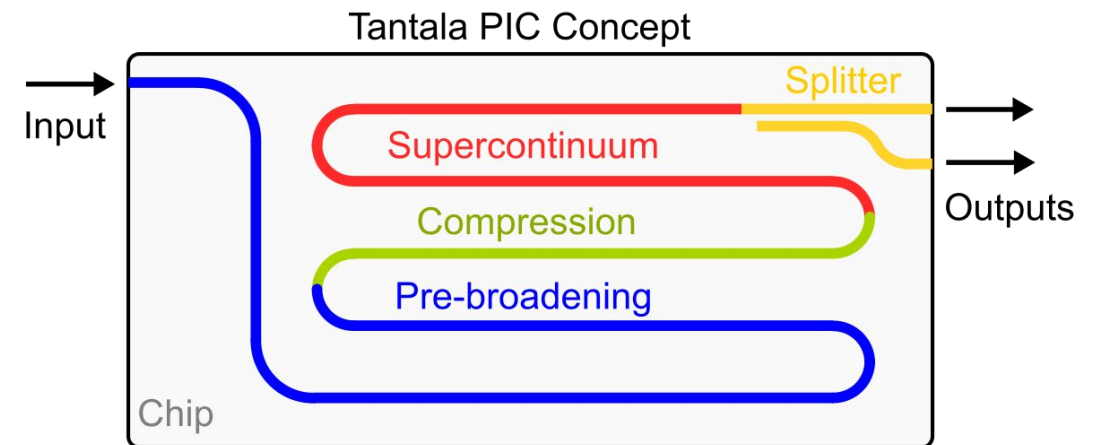 Tantala PIC Concept
Input
Splitter
Supercontinuum
Compression
Outputs
Pre-broadening
Chip